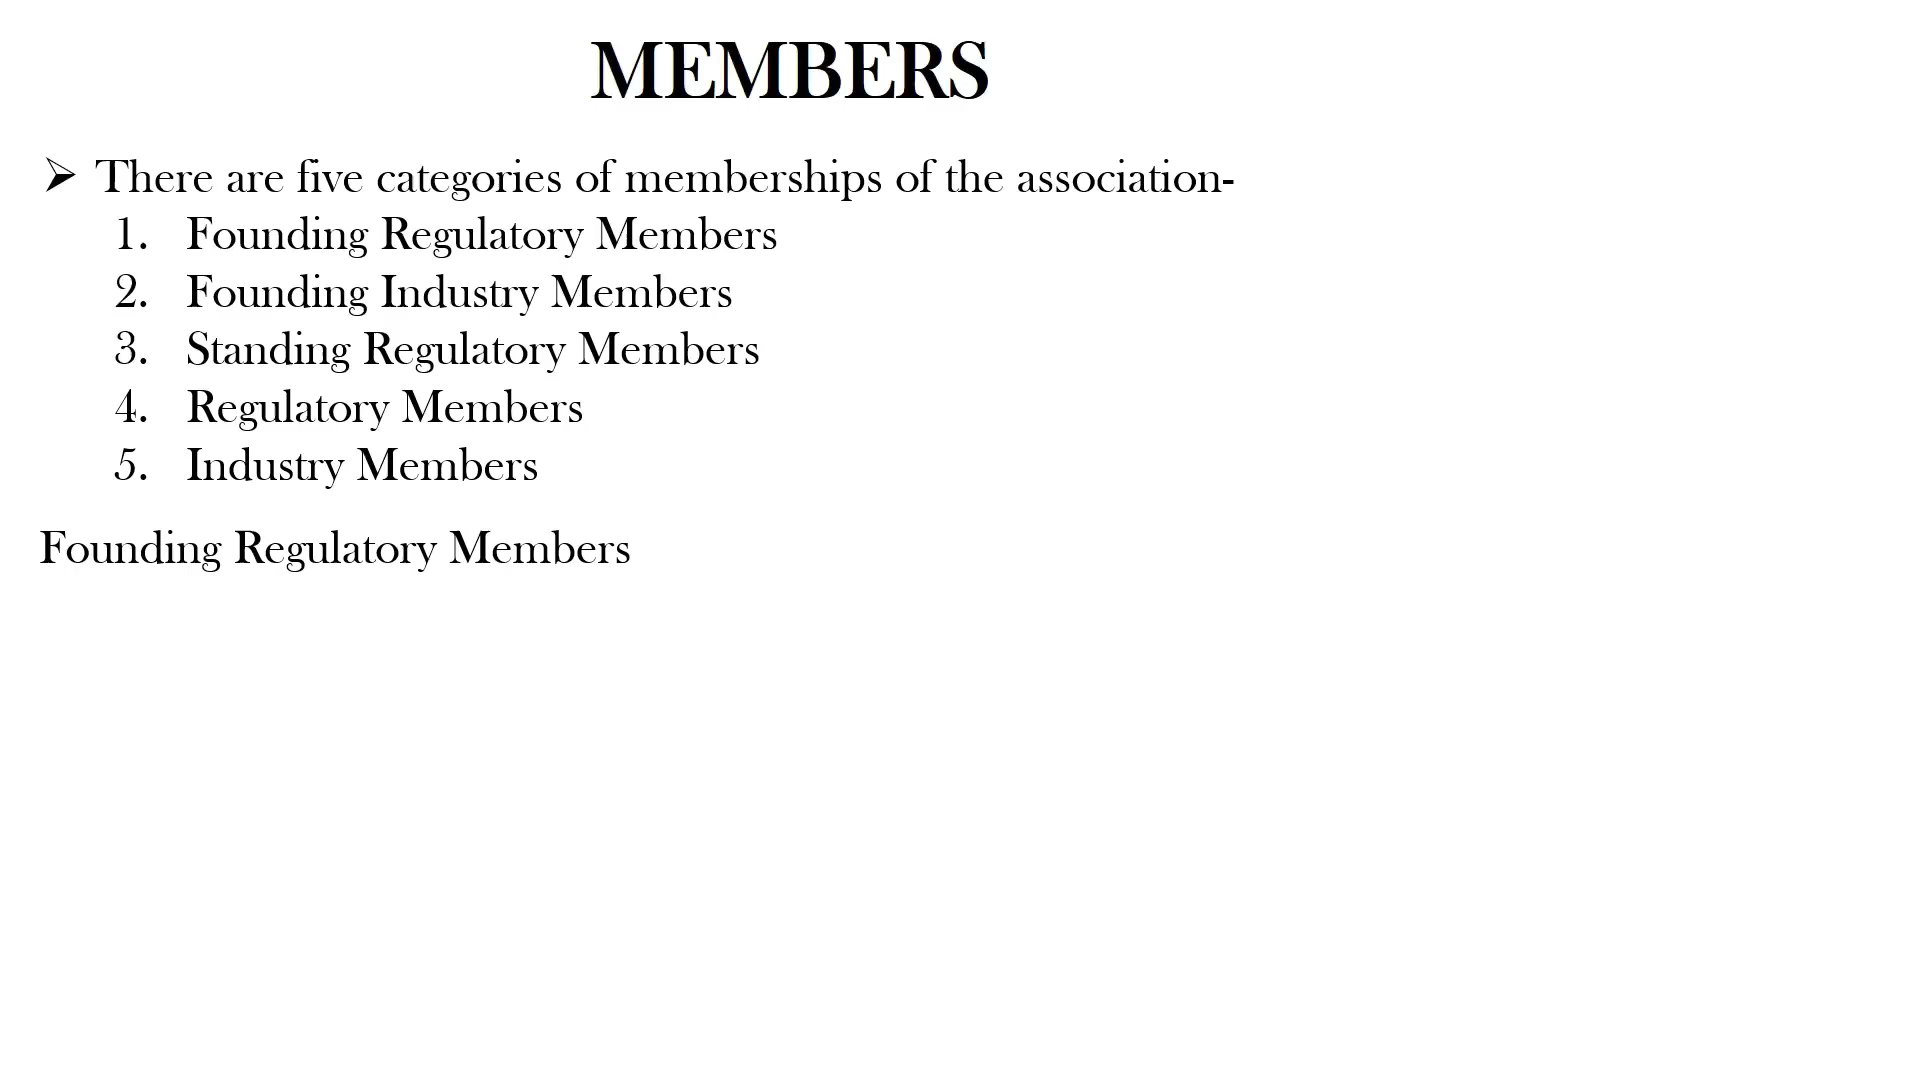 MEMBERS
➢ There are five categories of memberships of the association-
1. Founding Regulatory Members
2. Founding Industry Members
3. Standing Regulatory Members
4. Regulatory Members
5. Industry Members
Founding Regulatory Members